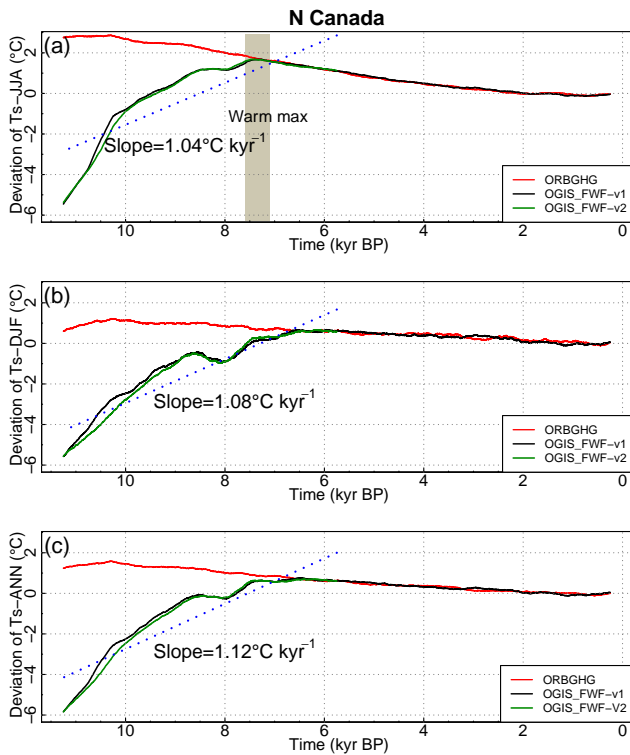 N Canada
(a)
Deviation of Ts−JJA (°C)
2
0
−2
−4
−6
Warm max
Slope=1.04°C kyr−1
ORBGHG
OGIS_FWF−v1
OGIS_FWF−v2
10 8 6 4 2 0
Time (kyr BP)
(b)
Deviation of Ts−DJF (°C)
2
0
−2
−4
−6
Slope=1.08°C kyr−1
ORBGHG
OGIS_FWF−v1
OGIS_FWF−v2
10 8 6 4 2 0
Time (kyr BP)
(c)
Deviation of Ts−ANN (°C)
2
0
−2
−4
−6
Slope=1.12°C kyr−1
ORBGHG
OGIS_FWF−v1
OGIS_FWF−V2
10 8 6 4 2 0
Time (kyr BP)